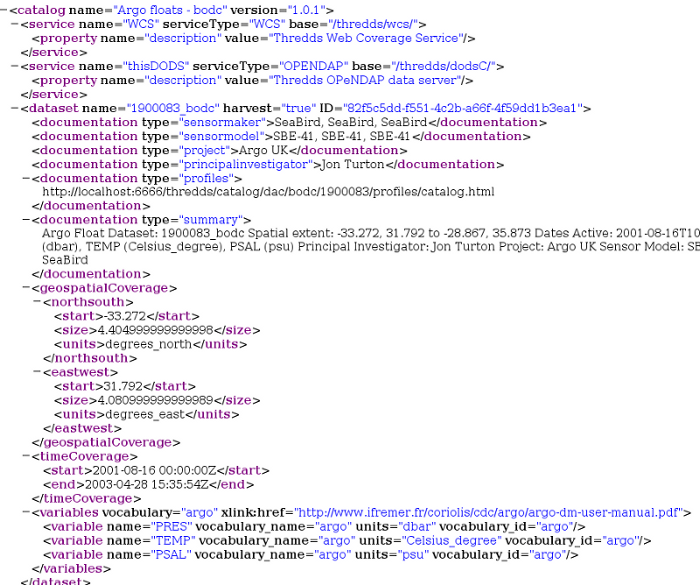 −<catalog name="Argo floats - bodc" version="1.0.1">
−<service name="WCS" serviceType="WCS" base="/thredds/wcs/">
<property name="description" value="Thredds Web Coverage Service"/>
</service>
−<service name="thisDODS" serviceType="OPENDAP" base="/thredds/dodsC/">
<property name="description" value="Thredds OPeNDAP data server"/>
</service>
−<dataset name="1900083_bodc" harvest="true" ID="82f5c5dd-f551-4c2b-a66f-4f59dd1b3ea1">
<documentation type="sensormaker">SeaBird, SeaBird, SeaBird</documentation>
<documentation type="sensormodel">SBE-41, SBE-41, SBE-41</documentation>
<documentation type="project">Argo UK</documentation>
<documentation type="principalinvestigator">Jon Turton</documentation>
−<documentation type="profiles">
http://localhost:6666/thredds/catalog/dac/bodc/1900083/profiles/catalog.html
</documentation>
−<documentation type="summary">
Argo Float Dataset: 1900083_bodc Spatial extent: -33.272, 31.792 to -28.867, 35.873 Dates Active: 2001-08-16T10
(dbar), TEMP (Celsius_degree), PSAL (psu) Principal Investigator: Jon Turton Project: Argo UK Sensor Model: SB
SeaBird
</documentation>
−<geospatialCoverage>
−<northsouth>
<start>-33.272</start>
<size>4.404999999999998</size>
<units>degrees_north</units>
</northsouth>
−<eastwest>
<start>31.792</start>
<size>4.080999999999989</size>
<units>degrees_east</units>
</eastwest>
</geospatialCoverage>
−<timeCoverage>
<start>2001-08-16 00:00:00Z</start>
<end>2003-04-28 15:35:54Z</end>
</timeCoverage>
−<variables vocabulary="argo" xlink:href="http://www.ifremer.fr/coriolis/cdc/argo/argo-dm-user-manual.pdf">
<variable name="PRES" vocabulary_name="argo" units="dbar" vocabulary_id="argo"/>
<variable name="TEMP" vocabulary_name="argo" units="Celsius_degree" vocabulary_id="argo"/>
<variable name="PSAL" vocabulary_name="argo" units="psu" vocabulary_id="argo"/>
</variables>
</dataset>